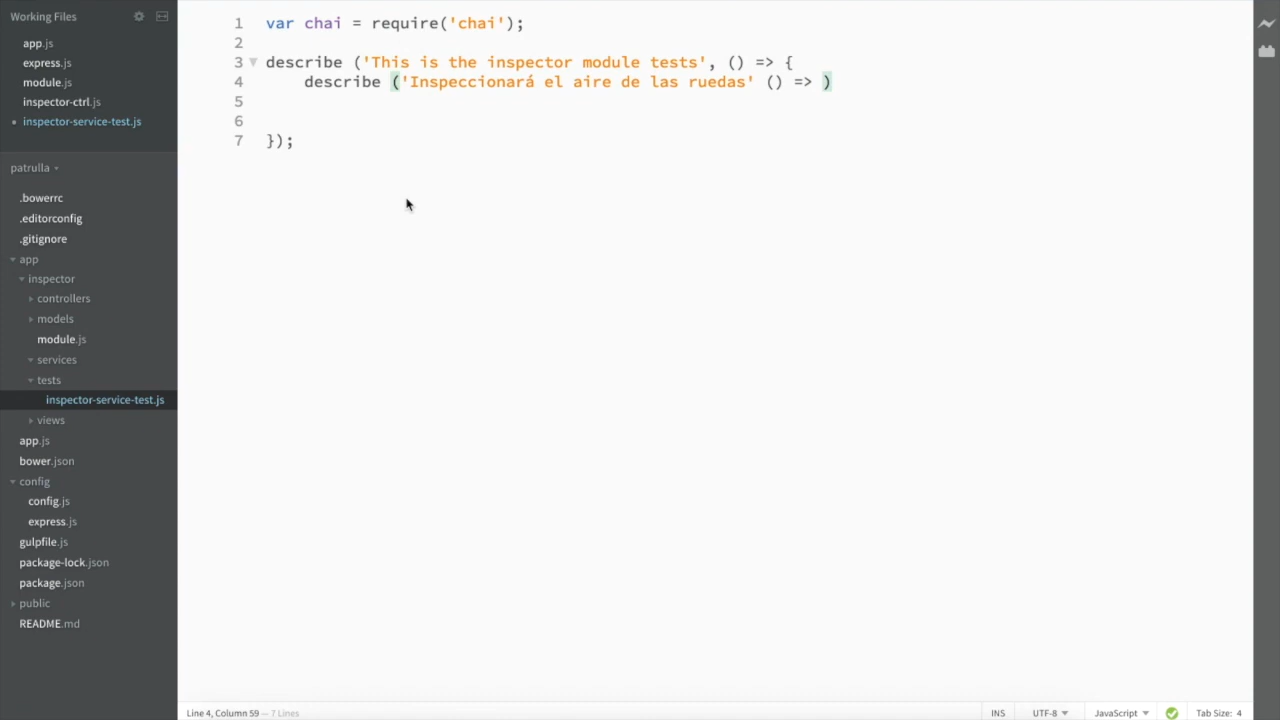 Working Files
app.js
express.js
module.js
inspector-ctrl.js
inspector-service-test.js
patrulla
.bowerrc
.editorconfig
.gitignore
app
inspector
controllers
models
module.js
services
tests
inspector-service-test.js
views
app.js
bower.json
config
config.js
express.js
gulpfile.js
package-lock.json
package.json
public
README.md
1 var chai = require('chai');
2
3 describe ('This is the inspector module tests', () => {
4 describe ('Inspeccionará el aire de las ruedas' () => )
5
6
7 });
Line 4, Column 59 — 7 Lines
INS UTF-8 JavaScript Tab Size: 4